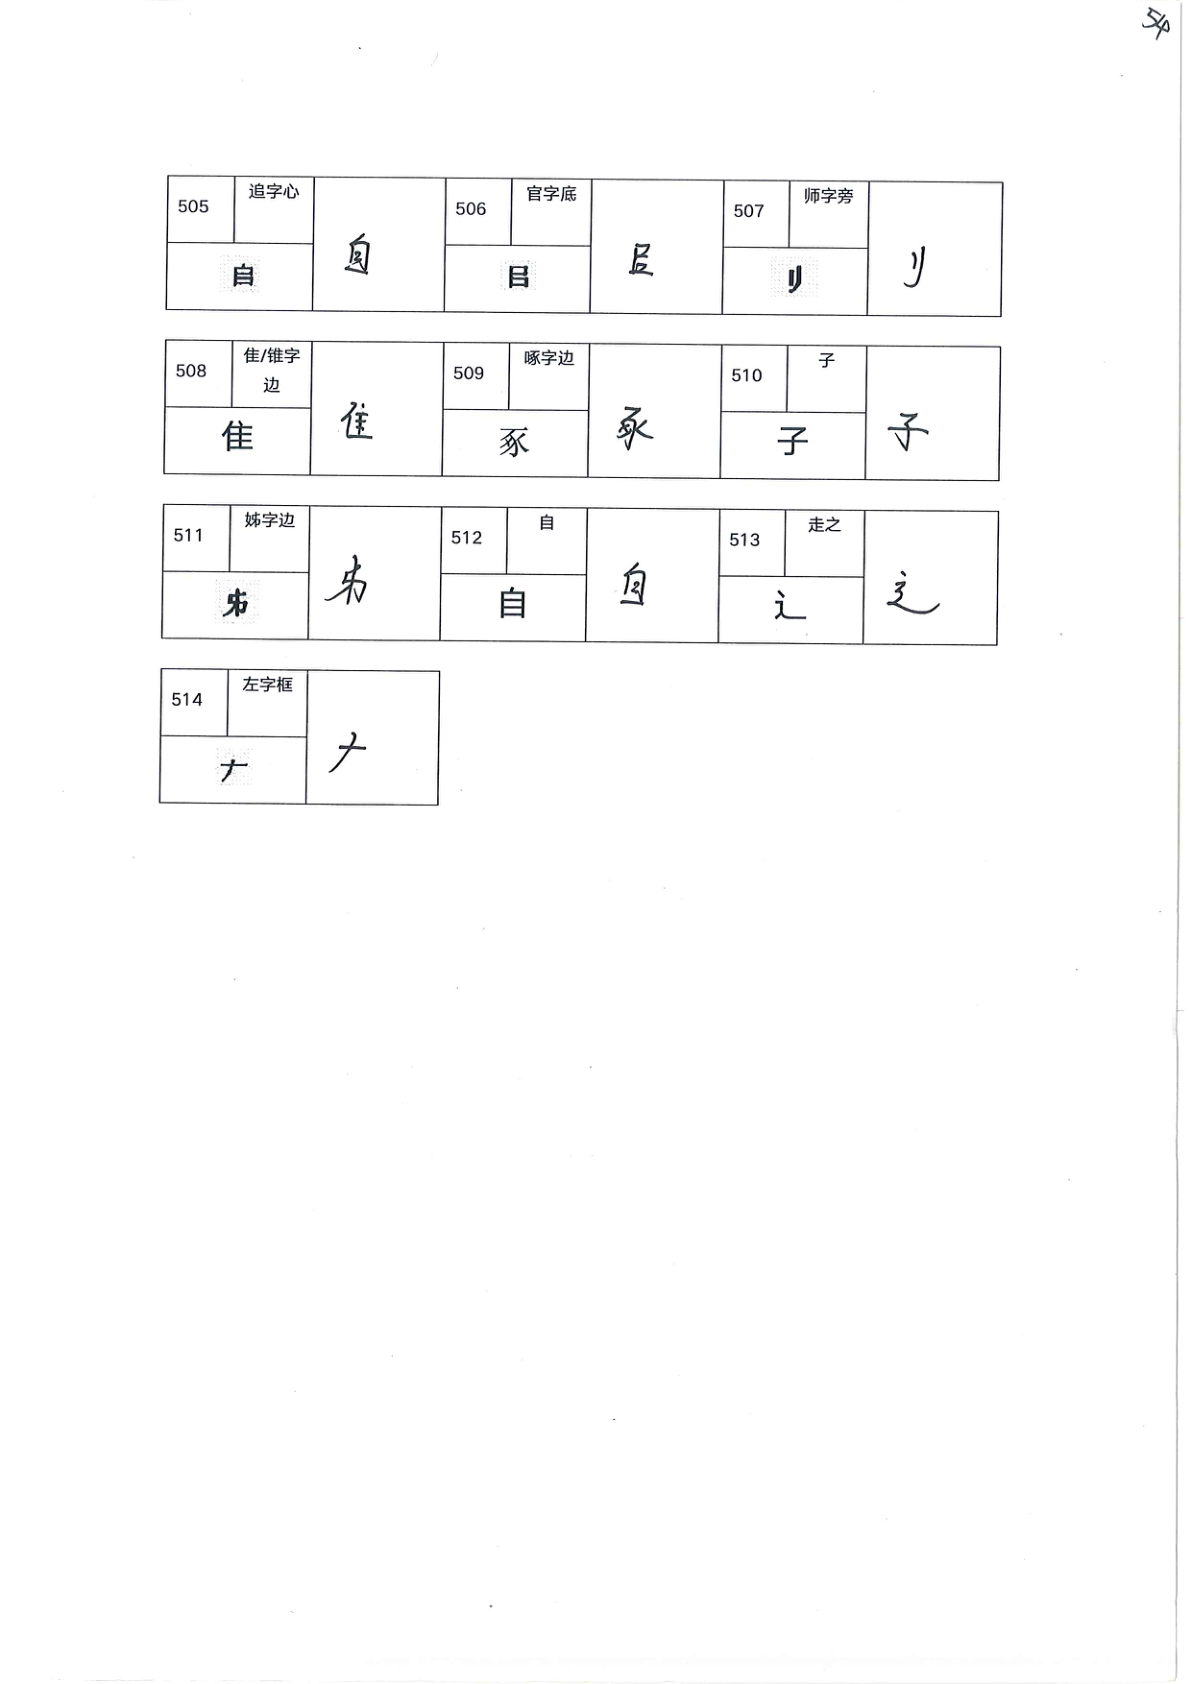 54
505 追字心 𠂤 𠂤
506 官字底 㠯 㠯
507 师字旁 刂 刂
508 隹/锥字边 隹 隹
509 啄字边 豖 豖
510 子 子 子
511 姊字边 𠂔 𠂔
512 自 自 自
513 走之 辶 辶
514 左字框 𠂇 𠂇